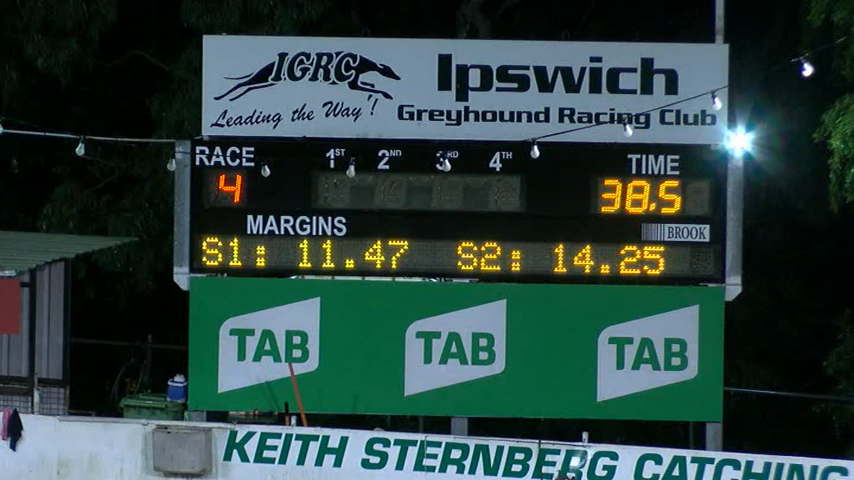 IGRC
Leading the Way!
Ipswich
Greyhound Racing Club
RACE 1ST 2ND 3RD 4TH TIME
4 38.5
MARGINS BROOK
S1: 11.47 S2: 14.25
TAB TAB TAB
KEITH STERNBERG CATCHING